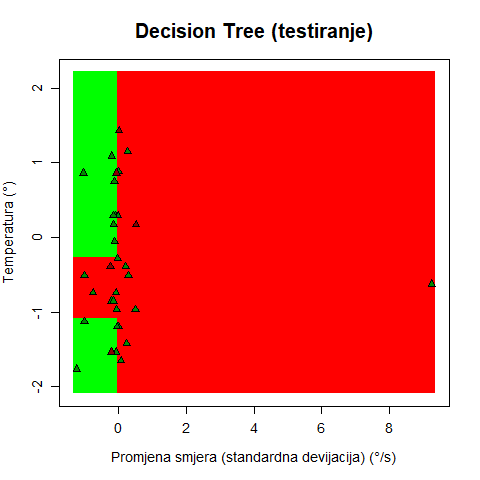 Decision Tree (testiranje)
Temperatura (°)
2
1
0
-1
-2
0 2 4 6 8
Promjena smjera (standardna devijacija) (°/s)